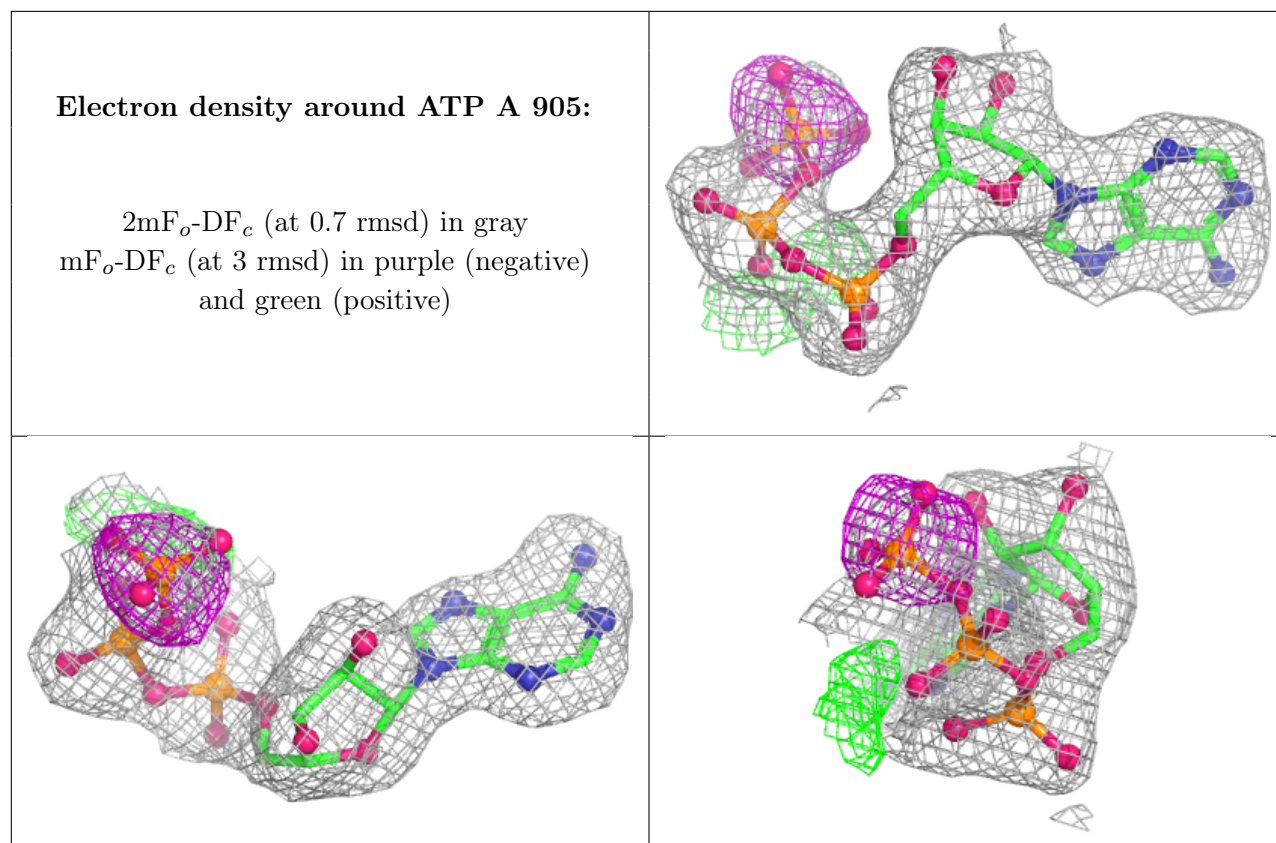 Electron density around ATP A 905:
2mFo-DFc (at 0.7 rmsd) in gray
mFo-DFc (at 3 rmsd) in purple (negative)
and green (positive)